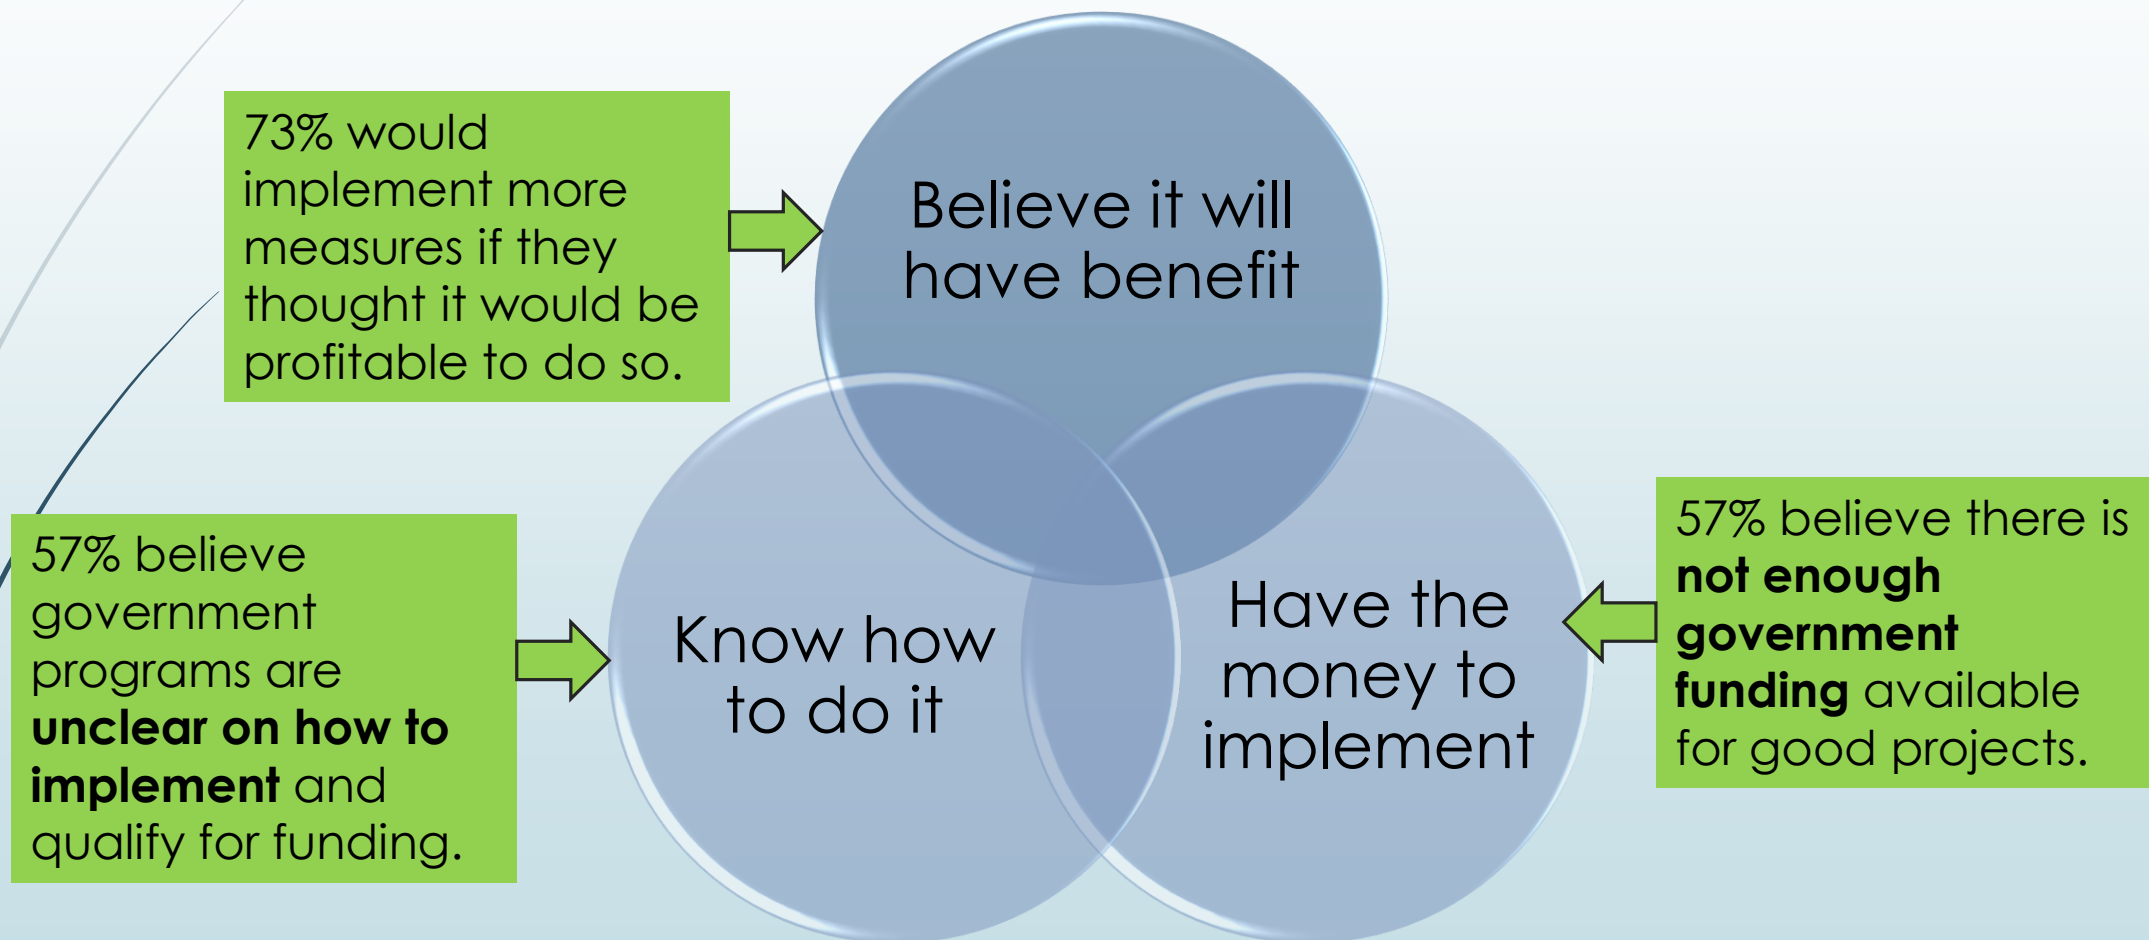 73% would
implement more
measures if they
thought it would be
profitable to do so.
Believe it will
have benefit
57% believe
government
programs are
unclear on how to
implement and
qualify for funding.
Know how
to do it
Have the
money to
implement
57% believe there is
not enough
government
funding available
for good projects.